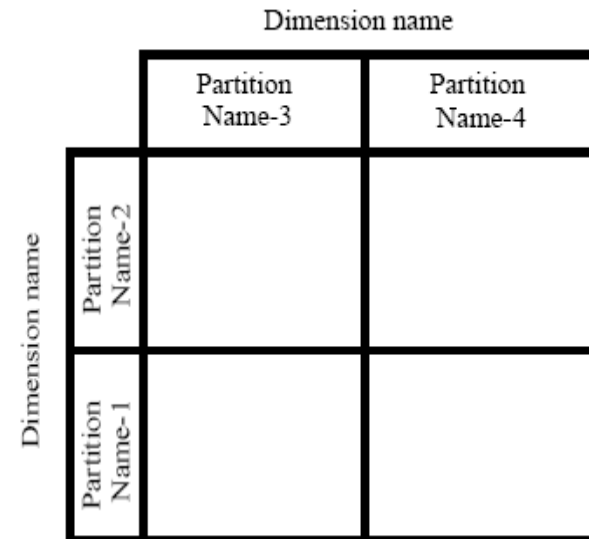 Dimension name
Partition
Name-3
Partition
Name-4
Dimension name
Partition
Name-2
Partition
Name-1